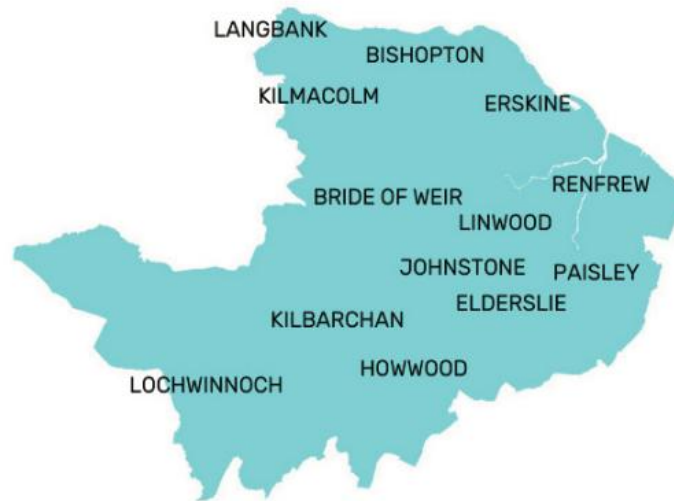 LANGBANK
BISHOPTON
KILMACOLM
ERSKINE
RENFREW
BRIDE OF WEIR
LINWOOD
JOHNSTONE
PAISLEY
ELDERSLIE
KILBARCHAN
HOWWOOD
LOCHWINNOCH